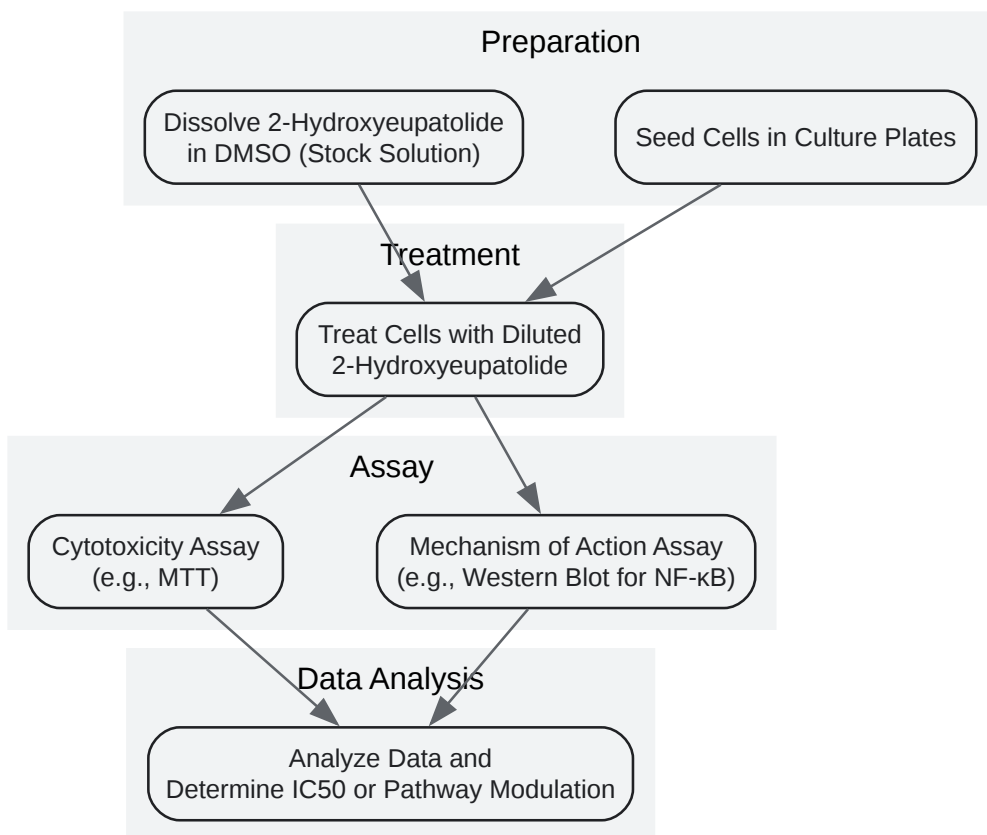 Preparation
Dissolve 2-Hydroxyeupatolide
in DMSO (Stock Solution)
Seed Cells in Culture Plates
Treatment
Treat Cells with Diluted
2-Hydroxyeupatolide
Assay
Cytotoxicity Assay
(e.g., MTT)
Mechanism of Action Assay
(e.g., Western Blot for NF-κB)
Data Analysis
Analyze Data and
Determine IC50 or Pathway Modulation